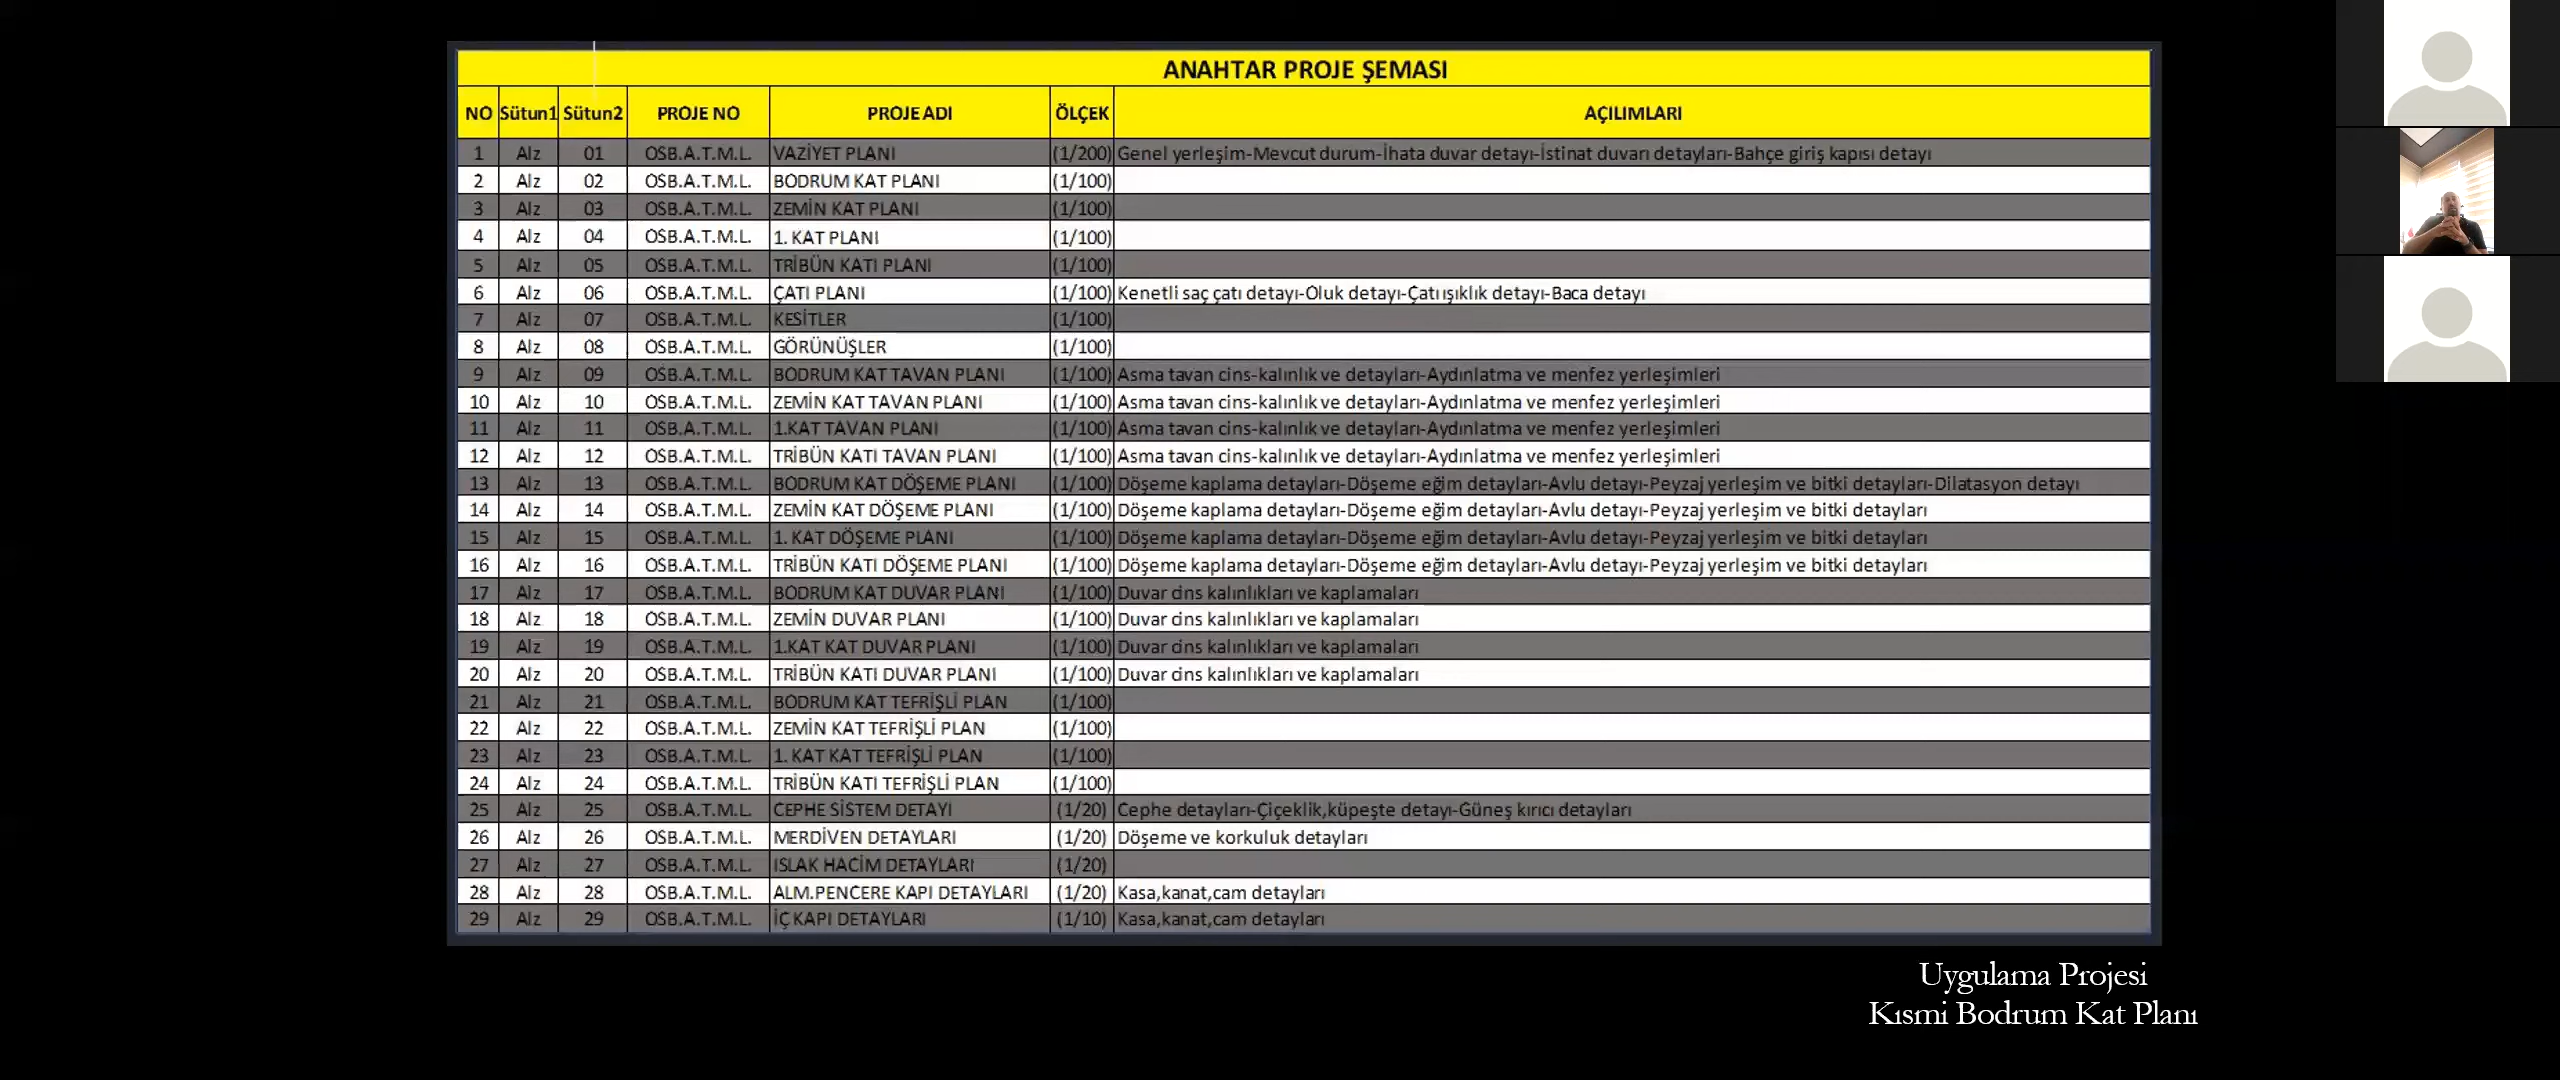 ANAHTAR PROJE ŞEMASI
NO Sütun1 Sütun2 PROJE NO PROJE ADI ÖLÇEK AÇILIMLARI
1 Alz 01 OSB.A.T.M.L. VAZİYET PLANI (1/200) Genel yerleşim-Mevcut durum-İhata duvar detayı-İstinat duvarı detayları-Bahçe giriş kapısı detayı
2 Alz 02 OSB.A.T.M.L. BODRUM KAT PLANI (1/100)
3 Alz 03 OSB.A.T.M.L. ZEMİN KAT PLANI (1/100)
4 Alz 04 OSB.A.T.M.L. 1. KAT PLANI (1/100)
5 Alz 05 OSB.A.T.M.L. TRİBÜN KATI PLANI (1/100)
6 Alz 06 OSB.A.T.M.L. ÇATI PLANI (1/100) Kenetli saç çatı detayı-Oluk detayı-Çatı ışıklık detayı-Baca detayı
7 Alz 07 OSB.A.T.M.L. KESİTLER (1/100)
8 Alz 08 OSB.A.T.M.L. GÖRÜNÜŞLER (1/100)
9 Alz 09 OSB.A.T.M.L. BODRUM KAT TAVAN PLANI (1/100) Asma tavan cins-kalınlık ve detayları-Aydınlatma ve menfez yerleşimleri
10 Alz 10 OSB.A.T.M.L. ZEMİN KAT TAVAN PLANI (1/100) Asma tavan cins-kalınlık ve detayları-Aydınlatma ve menfez yerleşimleri
11 Alz 11 OSB.A.T.M.L. 1.KAT TAVAN PLANI (1/100) Asma tavan cins-kalınlık ve detayları-Aydınlatma ve menfez yerleşimleri
12 Alz 12 OSB.A.T.M.L. TRİBÜN KATI TAVAN PLANI (1/100) Asma tavan cins-kalınlık ve detayları-Aydınlatma ve menfez yerleşimleri
13 Alz 13 OSB.A.T.M.L. BODRUM KAT DÖŞEME PLANI (1/100) Döşeme kaplama detayları-Döşeme eğim detayları-Avlu detayı-Peyzaj yerleşim ve bitki detayları-Dilatasyon detayı
14 Alz 14 OSB.A.T.M.L. ZEMİN KAT DÖŞEME PLANI (1/100) Döşeme kaplama detayları-Döşeme eğim detayları-Avlu detayı-Peyzaj yerleşim ve bitki detayları
15 Alz 15 OSB.A.T.M.L. 1. KAT DÖŞEME PLANI (1/100) Döşeme kaplama detayları-Döşeme eğim detayları-Avlu detayı-Peyzaj yerleşim ve bitki detayları
16 Alz 16 OSB.A.T.M.L. TRİBÜN KATI DÖŞEME PLANI (1/100) Döşeme kaplama detayları-Döşeme eğim detayları-Avlu detayı-Peyzaj yerleşim ve bitki detayları
17 Alz 17 OSB.A.T.M.L. BODRUM KAT DUVAR PLANI (1/100) Duvar cins kalınlıkları ve kaplamaları
18 Alz 18 OSB.A.T.M.L. ZEMİN DUVAR PLANI (1/100) Duvar cins kalınlıkları ve kaplamaları
19 Alz 19 OSB.A.T.M.L. 1.KAT KAT DUVAR PLANI (1/100) Duvar cins kalınlıkları ve kaplamaları
20 Alz 20 OSB.A.T.M.L. TRİBÜN KATI DUVAR PLANI (1/100) Duvar cins kalınlıkları ve kaplamaları
21 Alz 21 OSB.A.T.M.L. BODRUM KAT TEFRİŞLİ PLAN (1/100)
22 Alz 22 OSB.A.T.M.L. ZEMİN KAT TEFRİŞLİ PLAN (1/100)
23 Alz 23 OSB.A.T.M.L. 1. KAT KAT TEFRİŞLİ PLAN (1/100)
24 Alz 24 OSB.A.T.M.L. TRİBÜN KATI TEFRİŞLİ PLAN (1/100)
25 Alz 25 OSB.A.T.M.L. CEPHE SİSTEM DETAYI (1/20) Cephe detayları-Çiçeklik,küpeşte detayı-Güneş kırıcı detayları
26 Alz 26 OSB.A.T.M.L. MERDİVEN DETAYLARI (1/20) Döşeme ve korkuluk detayları
27 Alz 27 OSB.A.T.M.L. ISLAK HACİM DETAYLARI (1/20)
28 Alz 28 OSB.A.T.M.L. ALM.PENCERE KAPI DETAYLARI (1/20) Kasa,kanat,cam detayları
29 Alz 29 OSB.A.T.M.L. İÇ KAPI DETAYLARI (1/10) Kasa,kanat,cam detayları
Uygulama Projesi
Kısmi Bodrum Kat Planı